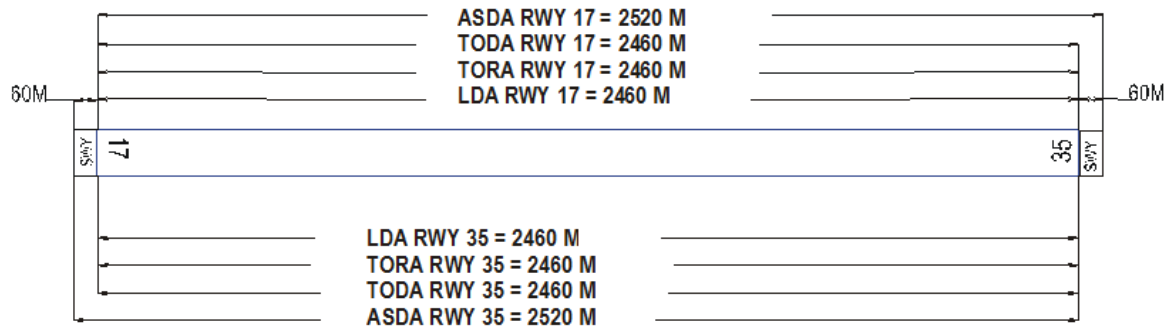 ASDA RWY 17 = 2520 M
TODA RWY 17 = 2460 M
TORA RWY 17 = 2460 M
60M LDA RWY 17 = 2460 M 60M
SWY 17 35 SWY
LDA RWY 35 = 2460 M
TORA RWY 35 = 2460 M
TODA RWY 35 = 2460 M
ASDA RWY 35 = 2520 M